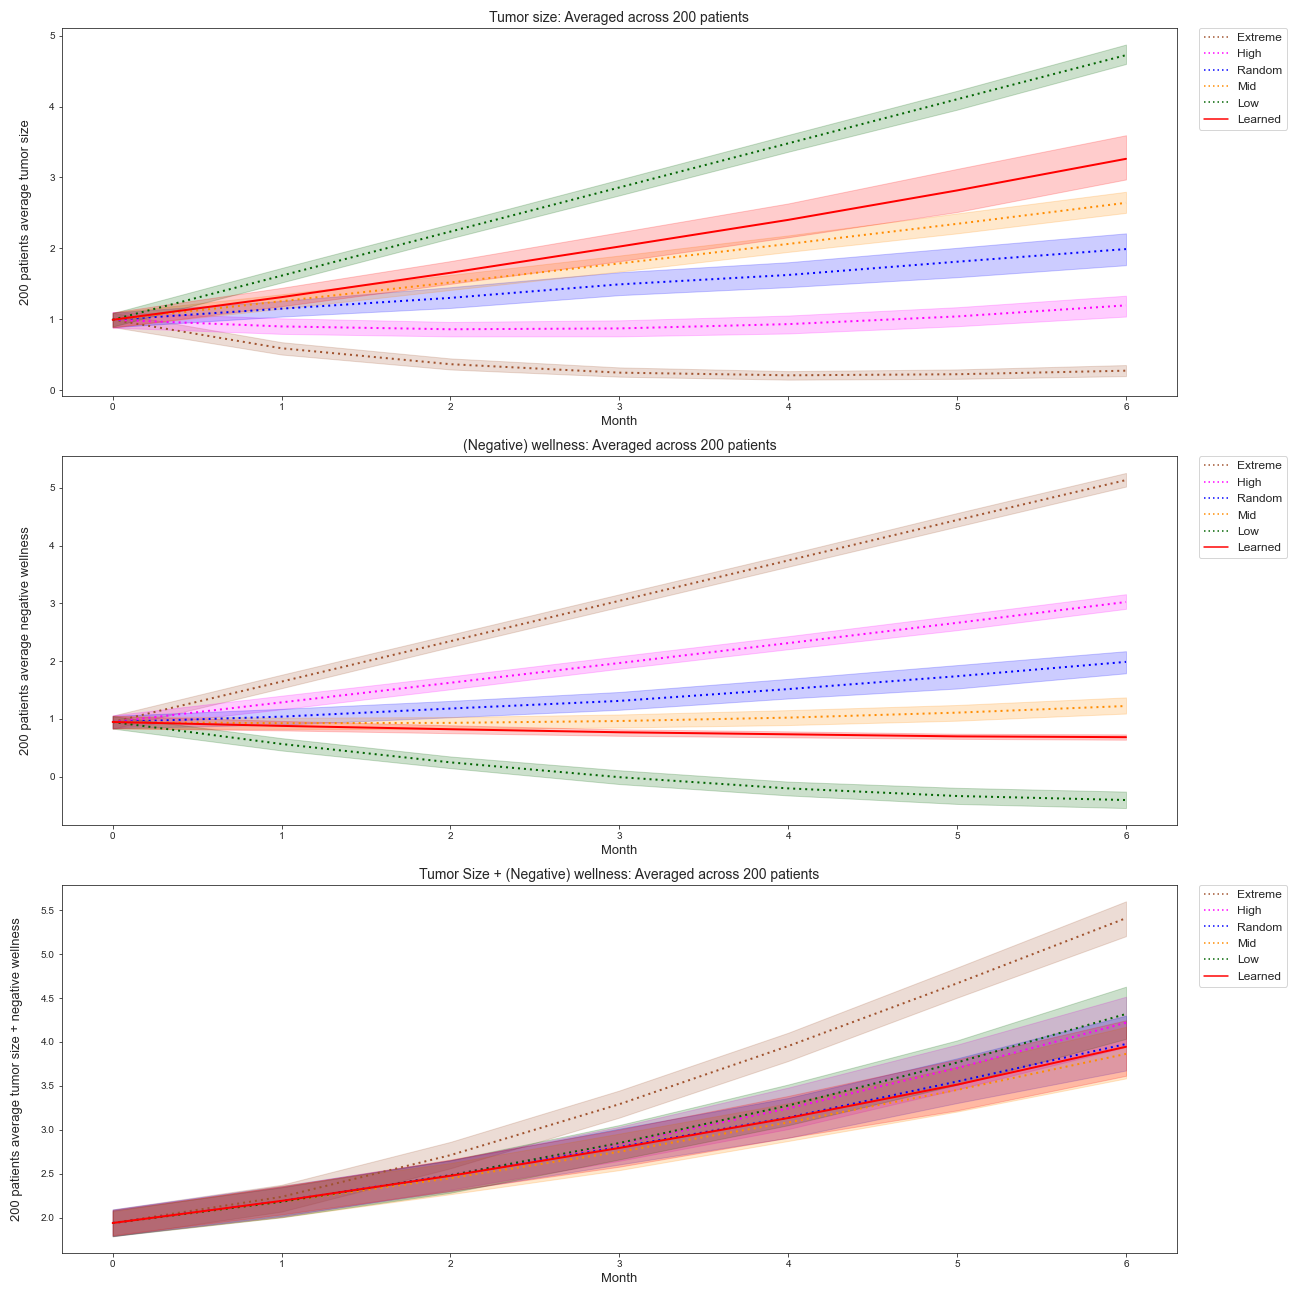 Tumor size: Averaged across 200 patients
200 patients average tumor size
5
4
3
2
1
0
0 1 2 3 4 5 6
Month
Extreme
High
Random
Mid
Low
Learned
(Negative) wellness: Averaged across 200 patients
200 patients average negative wellness
5
4
3
2
1
0
0 1 2 3 4 5 6
Month
Extreme
High
Random
Mid
Low
Learned
Tumor Size + (Negative) wellness: Averaged across 200 patients
200 patients average tumor size + negative wellness
5.5
5.0
4.5
4.0
3.5
3.0
2.5
2.0
0 1 2 3 4 5 6
Month
Extreme
High
Random
Mid
Low
Learned